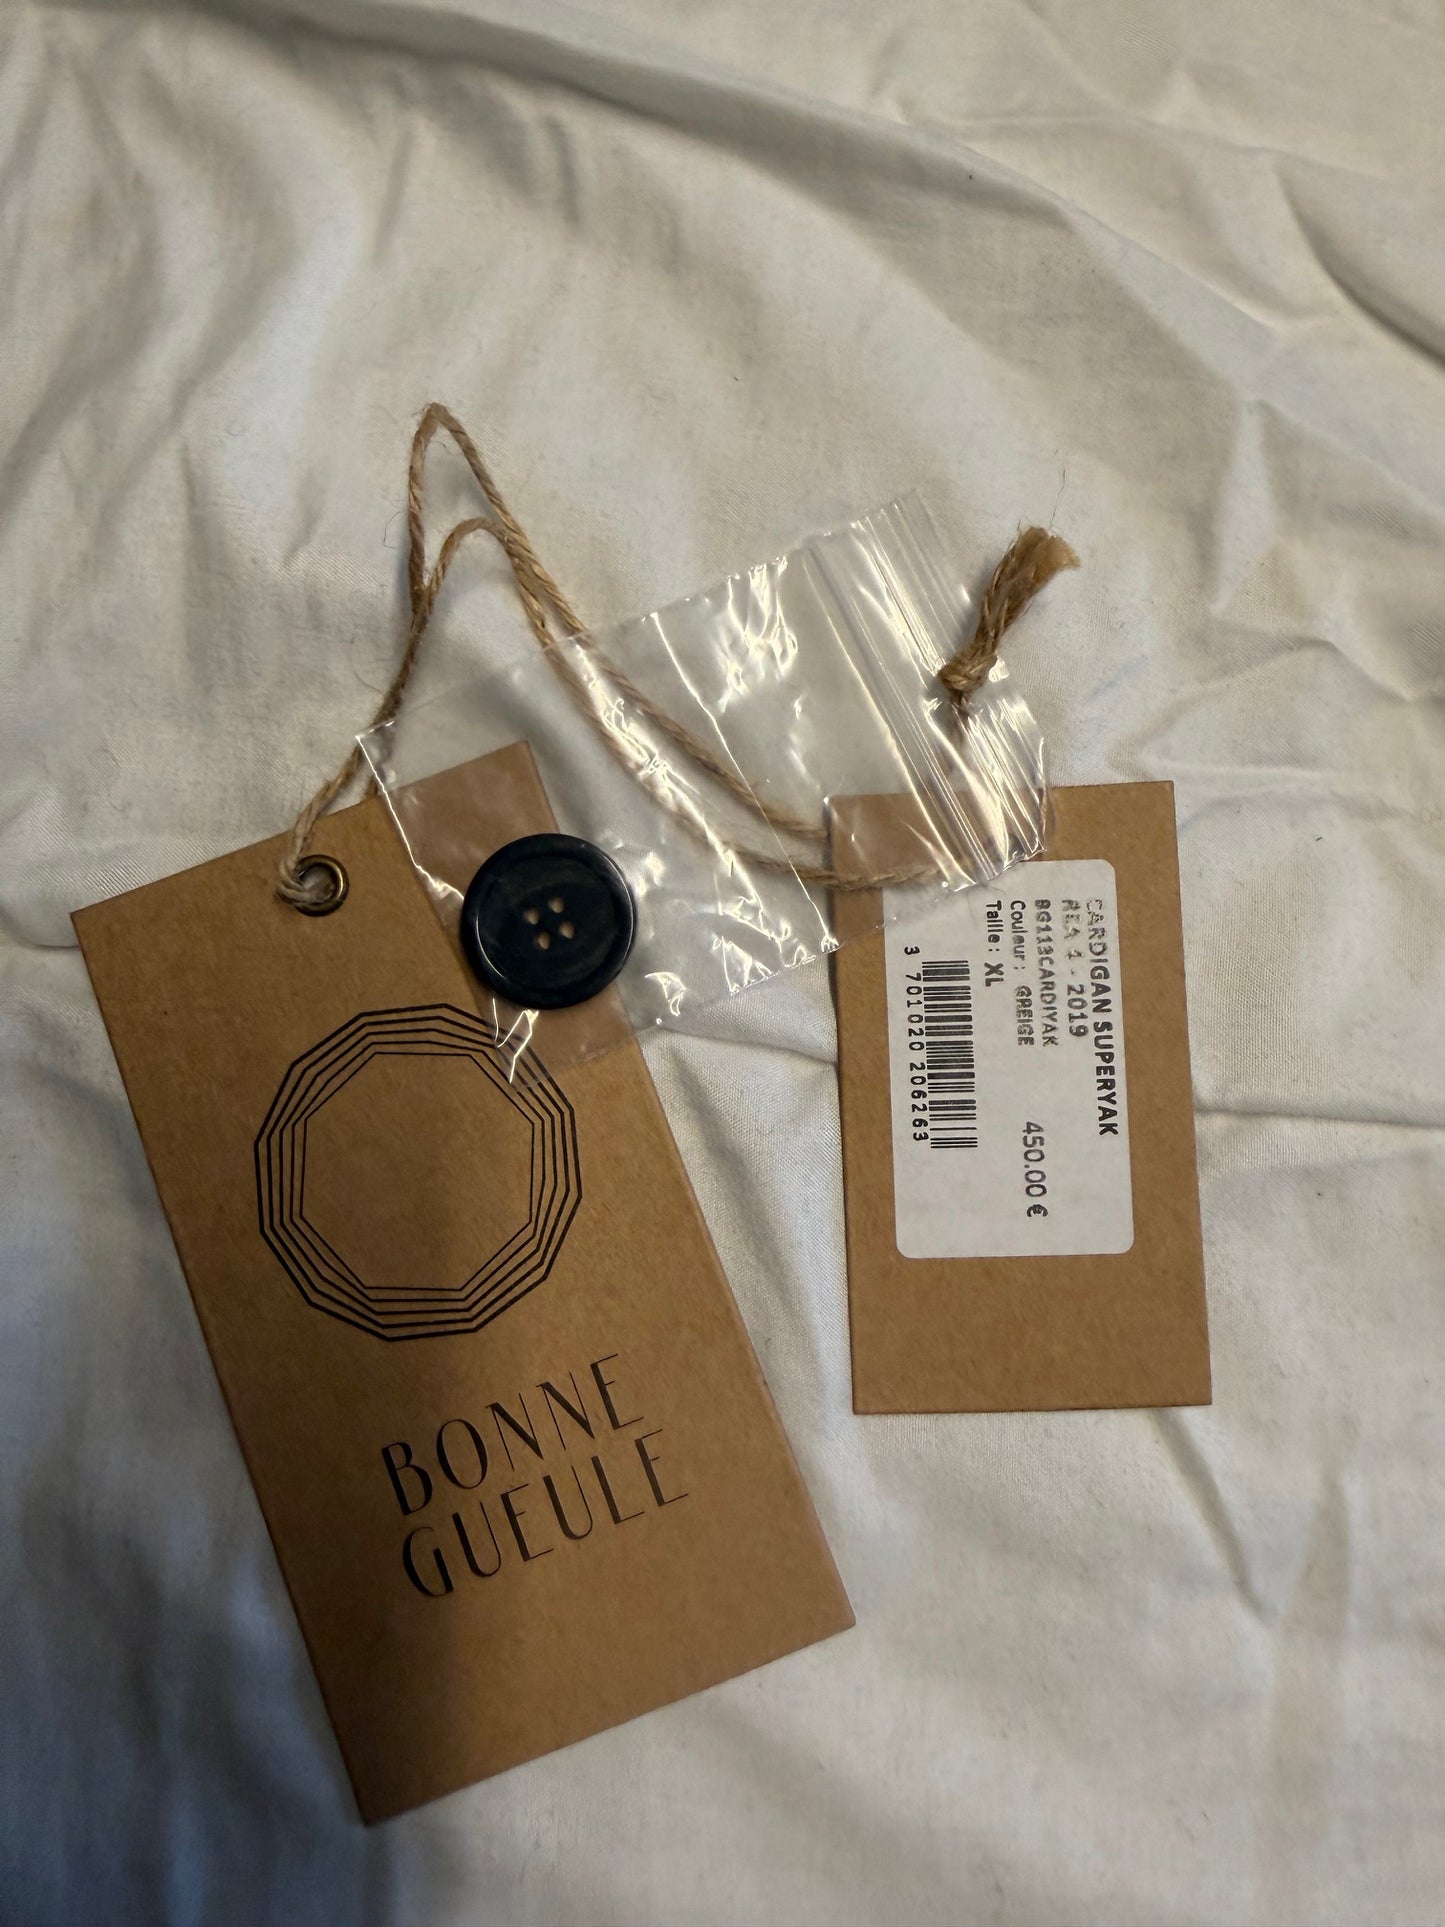 BONNE
GUEULE
CARDIGAN SUPERYAK
REA 1 - 2019
BG113CARDIYAK
Couleur : GREIGE
450.00 €
Taille : XL
3 701020 206263